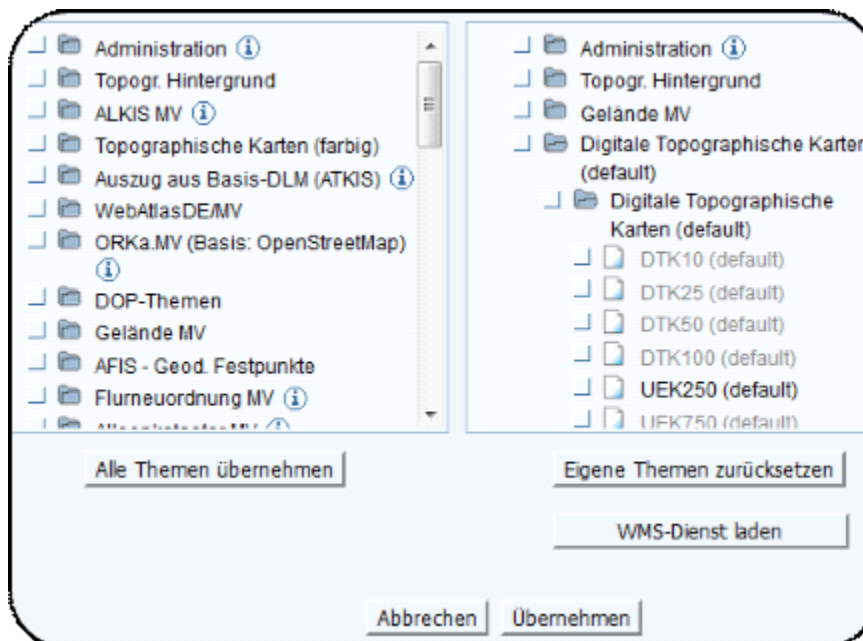 Administration
Topogr. Hintergrund
ALKIS MV
Topographische Karten (farbig)
Auszug aus Basis-DLM (ATKIS)
WebAtlasDE/MV
ORKa.MV (Basis: OpenStreetMap)
DOP-Themen
Gelände MV
AFIS - Geod. Festpunkte
Flurneuordnung MV
Alle Themen übernehmen
Administration
Topogr. Hintergrund
Gelände MV
Digitale Topographische Karten
(default)
Digitale Topographische
Karten (default)
DTK10 (default)
DTK25 (default)
DTK50 (default)
DTK100 (default)
UEK250 (default)
UEK750 (default)
Eigene Themen zurücksetzen
WMS-Dienst laden
Abbrechen
Übernehmen